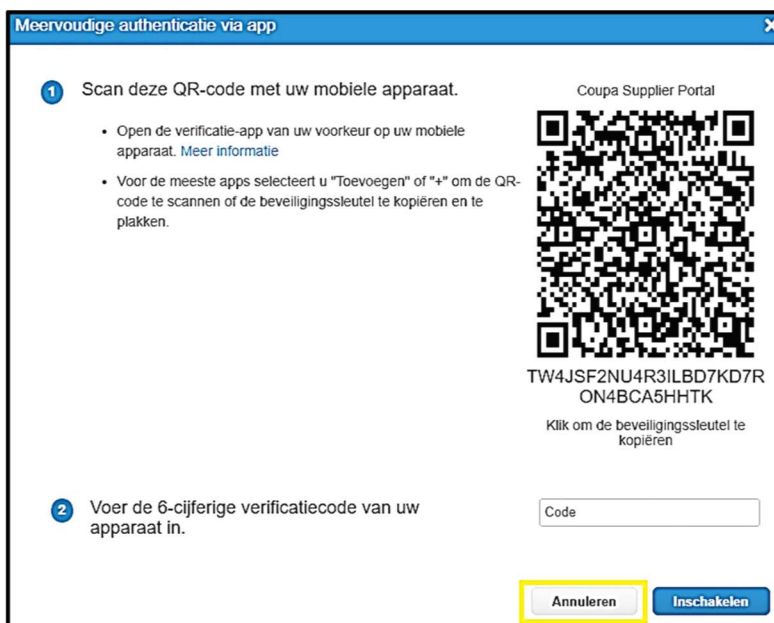 Meervoudige authenticatie via app
1 Scan deze QR-code met uw mobiele apparaat.
• Open de verificatie-app van uw voorkeur op uw mobiele
apparaat. Meer informatie
• Voor de meeste apps selecteert u "Toevoegen" of "+" om de QR-
code te scannen of de beveiligingssleutel te kopiëren en te
plakken.
Coupa Supplier Portal
TW4JSF2NU4R3ILBD7KD7R
ON4BCA5HHTK
Klik om de beveiligingssleutel te
kopiëren
2 Voer de 6-cijferige verificatiecode van uw
apparaat in.
Code
Annuleren
Inschakelen